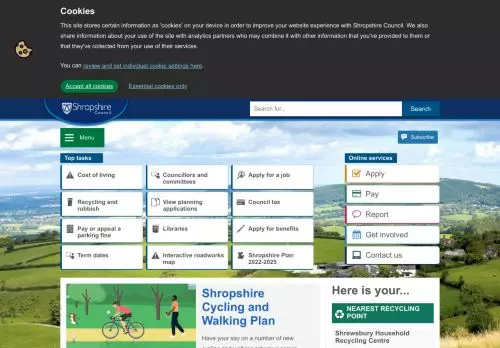 Cookies
This site stores certain information as 'cookies' on your device in order to improve your website experience with Shropshire Council. We also
share information about your use of the site with analytics partners who may combine it with other information that you've provided to them or
that they've collected from your use of their services.
You can review and set individual cookie settings here.
Accept all cookies
Essential cookies only
Shropshire
Council
Search for...
Search
Menu
Subscribe
Top tasks
Cost of living
Councillors and
committees
Apply for a job
Recycling and
rubbish
View planning
applications
Council tax
Pay or appeal a
parking fine
Libraries
Apply for benefits
Term dates
Interactive roadworks
map
Shropshire Plan
2022-2025
Online services
Apply
Pay
Report
Get involved
Contact us
Shropshire
Cycling and
Walking Plan
Have your say on a number of new
Here is your...
NEAREST RECYCLING
POINT
Shrewsbury Household
Recycling Centre